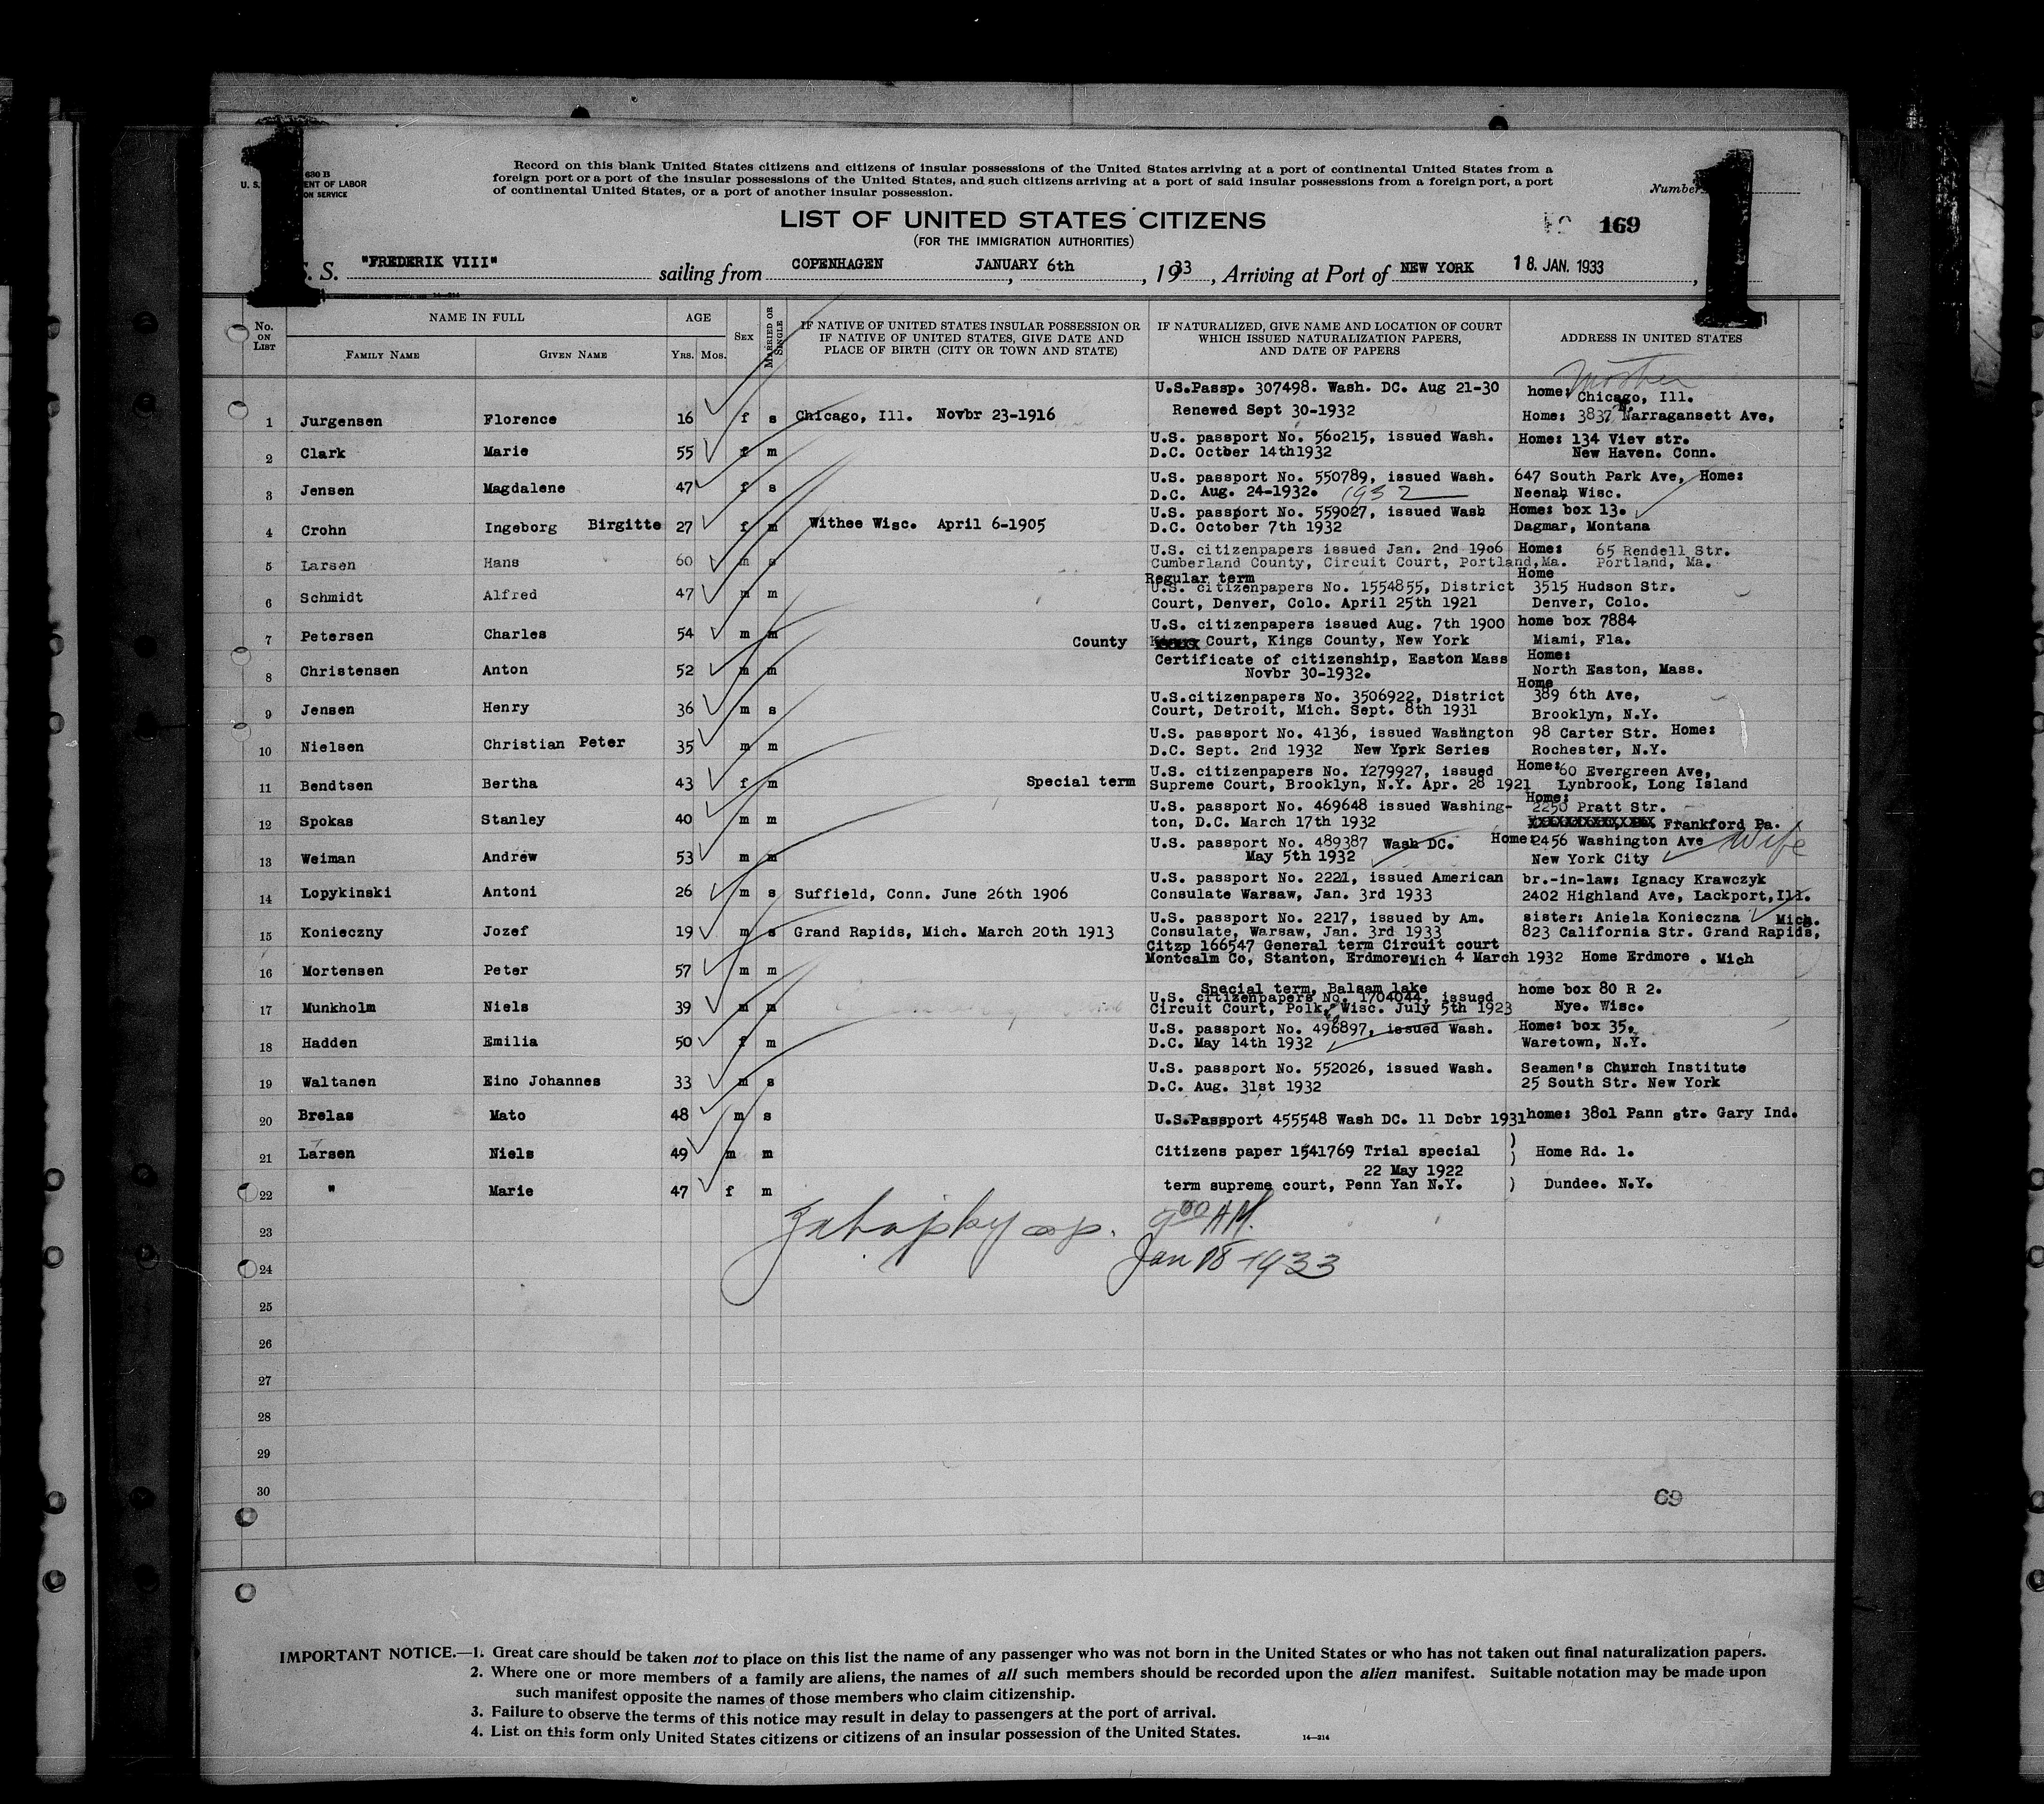 1
1
630 B
U. S. ENT OF LABOR
ON SERVICE
Record on this blank United States citizens and citizens of insular possessions of the United States arriving at a port of continental United States from a
foreign port or a port of the insular possessions of the United States, and such citizens arriving at a port of said insular possessions from a foreign port, a port
of continental United States, or a port of another insular possession.
Number
LIST OF UNITED STATES CITIZENS
169
(FOR THE IMMIGRATION AUTHORITIES)
S. S. "FREDERIK VIII" sailing from COPENHAGEN, JANUARY 6th, 1933, Arriving at Port of NEW YORK 18. JAN. 1933,
No. ON LIST
NAME IN FULL
FAMILY NAME
GIVEN NAME
AGE
YRS. MOS.
SEX
MARRIED OR SINGLE
IF NATIVE OF UNITED STATES INSULAR POSSESSION OR
IF NATIVE OF UNITED STATES, GIVE DATE AND
PLACE OF BIRTH (CITY OR TOWN AND STATE)
IF NATURALIZED, GIVE NAME AND LOCATION OF COURT
WHICH ISSUED NATURALIZATION PAPERS,
AND DATE OF PAPERS
ADDRESS IN UNITED STATES
Mother
U.S.Passp. 307498. Wash. DC. Aug 21-30 home: Chicago, Ill.
1 Jurgensen Florence 16 f s Chicago, Ill. Novbr 23-1916 Renewed Sept 30-1932 Home: 3837 N. Narragansett Ave,
U.S. passport No. 560215, issued Wash. Home: 134 Viev str.
2 Clark Marie 55 f m D.C. Octber 14th1932 New Haven. Conn.
U.S. passport No. 550789, issued Wash. 647 South Park Ave, Home:
3 Jensen Magdalene 47 f s D.C. Aug. 24-1932. 1932 Neenah Wisc.
U.S. passport No. 559027, issued Wash Home: box 13.
4 Crohn Ingeborg Birgitte 27 f m Withee Wisc. April 6-1905 D.C. October 7th 1932 Dagmar, Montana
U.S. citizenpapers issued Jan. 2nd 1906 Home: 65 Rendell Str.
5 Larsen Hans 60 m s Cumberland County, Circuit Court, Portland,Ma. Portland, Ma.
Regular term Home
U.S. citizenpapers No. 1554855, District 3515 Hudson Str.
6 Schmidt Alfred 47 m m Court, Denver, Colo. April 25th 1921 Denver, Colo.
U.S. citizenpapers issued Aug. 7th 1900 home box 7884
7 Petersen Charles 54 m m County Court, Kings County, New York Miami, Fla.
Certificate of citizenship, Easton Mass Home:
8 Christensen Anton 52 m m Novbr 30-1932. North Easton, Mass.
Home
U.S.citizenpapers No. 3506922, District 389 6th Ave,
9 Jensen Henry 36 m s Court, Detroit, Mich. Sept. 8th 1931 Brooklyn, N.Y.
U.S. passport No. 4136, issued Washington 98 Carter Str. Home:
10 Nielsen Christian Peter 35 m m D.C. Sept. 2nd 1932 New York Series Rochester, N.Y.
U.S. citizenpapers No. 1279927, issued Home: 60 Evergreen Ave,
11 Bendtsen Bertha 43 f m Special term Supreme Court, Brooklyn, N.Y. Apr. 28 1921 Lynbrook, Long Island
Home:
U.S. passport No. 469648 issued Washing- 2250 Pratt Str.
12 Spokas Stanley 40 m m ton, D.C. March 17th 1932 Frankford Pa.
U.S. passport No. 489387 Wash DC. Home: 2456 Washington Ave Wife
13 Weiman Andrew 53 m m May 5th 1932 New York City
U.S. passport No. 2221, issued American br.-in-law: Ignacy Krawczyk
14 Lopykinski Antoni 26 m s Suffield, Conn. June 26th 1906 Consulate Warsaw, Jan. 3rd 1933 2402 Highland Ave, Lackport,Ill.
U.S. passport No. 2217, issued by Am. sister: Aniela Konieczna Mich.
15 Konieczny Jozef 19 m s Grand Rapids, Mich. March 20th 1913 Consulate, Warsaw, Jan. 3rd 1933 823 California Str. Grand Rapids,
Citzp 166547 General term Circuit court
16 Mortensen Peter 57 m m Montcalm Co, Stanton, Erdmore Mich 4 March 1932 Home Erdmore . Mich
Special term, Balsam lake home box 80 R 2.
U.S. citizenpapers No. 1704044, issued
17 Munkholm Niels 39 m m Circuit Court, Polk, Co Wisc. July 5th 1923 Nye. Wisc.
U.S. passport No. 496897, issued Wash. Home: box 35,
18 Hadden Emilia 50 f m D.C. May 14th 1932 Waretown, N.Y.
U.S. passport No. 552026, issued Wash. Seamen's Church Institute
19 Waltanen Eino Johannes 33 m s D.C. Aug. 31st 1932 25 South Str. New York
20 Brelas Mato 48 m s U.S.Passport 455548 Wash DC. 11 Dcbr 1931 home: 3801 Pann str. Gary Ind.
21 Larsen Niels 49 m m Citizens paper 1541769 Trial special ) Home Rd. 1.
22 May 1922
22 " Marie 47 f m term supreme court, Penn Yan N.Y. ) Dundee. N.Y.
23 9 00 AM.
24 Jan 18 1933
25
26
27
28
29
30
69
IMPORTANT NOTICE.—1. Great care should be taken not to place on this list the name of any passenger who was not born in the United States or who has not taken out final naturalization papers.
2. Where one or more members of a family are aliens, the names of all such members should be recorded upon the alien manifest. Suitable notation may be made upon
such manifest opposite the names of those members who claim citizenship.
3. Failure to observe the terms of this notice may result in delay to passengers at the port of arrival.
4. List on this form only United States citizens or citizens of an insular possession of the United States. 14—214